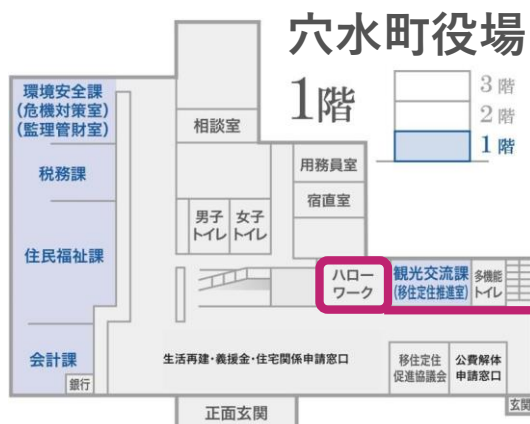 穴水町役場
1階
3階
2階
1階
環境安全課
(危機対策室)
(監理管財室)
税務課
住民福祉課
会計課
銀行
相談室
用務員室
宿直室
男子
トイレ
女子
トイレ
ハロー
ワーク
観光交流課
(移住定住推進室)
多機能
トイレ
生活再建・義援金・住宅関係申請窓口
移住定住
促進協議会
公費解体
申請窓口
正面玄関
玄関